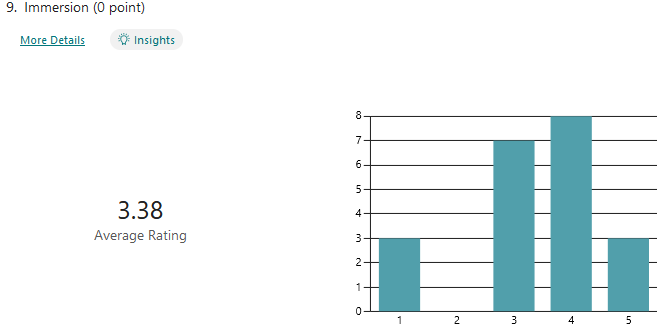 9. Immersion (0 point)
More Details
Insights
3.38
Average Rating
8
7
6
5
4
3
2
1
0
1 2 3 4 5